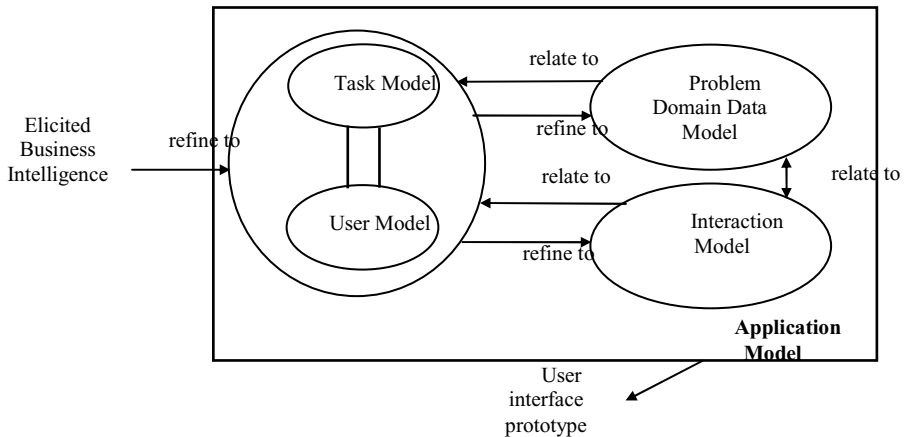 Elicited
Business
Intelligence
refine to
Task Model
User Model
relate to
refine to
relate to
refine to
Problem
Domain Data
Model
relate to
Interaction
Model
Application
Model
User
interface
prototype